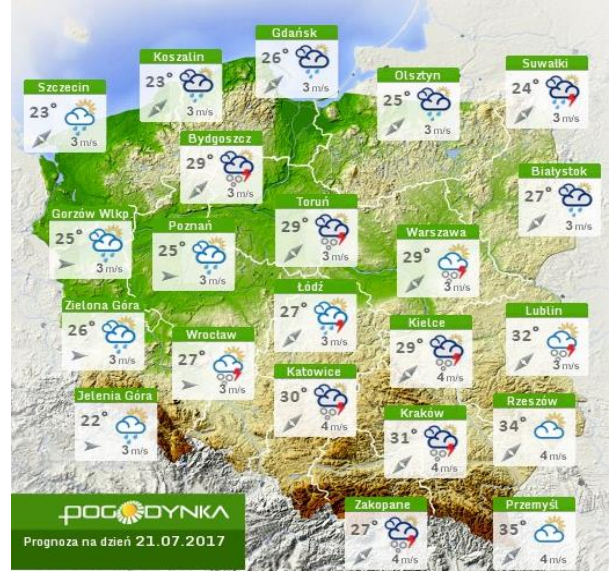 Gdańsk
26°
3 m/s
Koszalin
23°
3 m/s
Suwałki
24°
3 m/s
Olsztyn
25°
3 m/s
Szczecin
23°
3 m/s
Bydgoszcz
29°
3 m/s
Białystok
27°
3 m/s
Toruń
29°
3 m/s
Gorzów Wlkp.
25°
3 m/s
Poznań
25°
3 m/s
Warszawa
29°
3 m/s
Łódź
27°
3 m/s
Zielona Góra
26°
3 m/s
Lublin
32°
3 m/s
Kielce
29°
4 m/s
Wrocław
27°
3 m/s
Katowice
30°
4 m/s
Jelenia Góra
22°
3 m/s
Rzeszów
34°
4 m/s
Kraków
31°
4 m/s
Zakopane
27°
4 m/s
Przemyśl
35°
4 m/s
POGODYNKA
Prognoza na dzień 21.07.2017